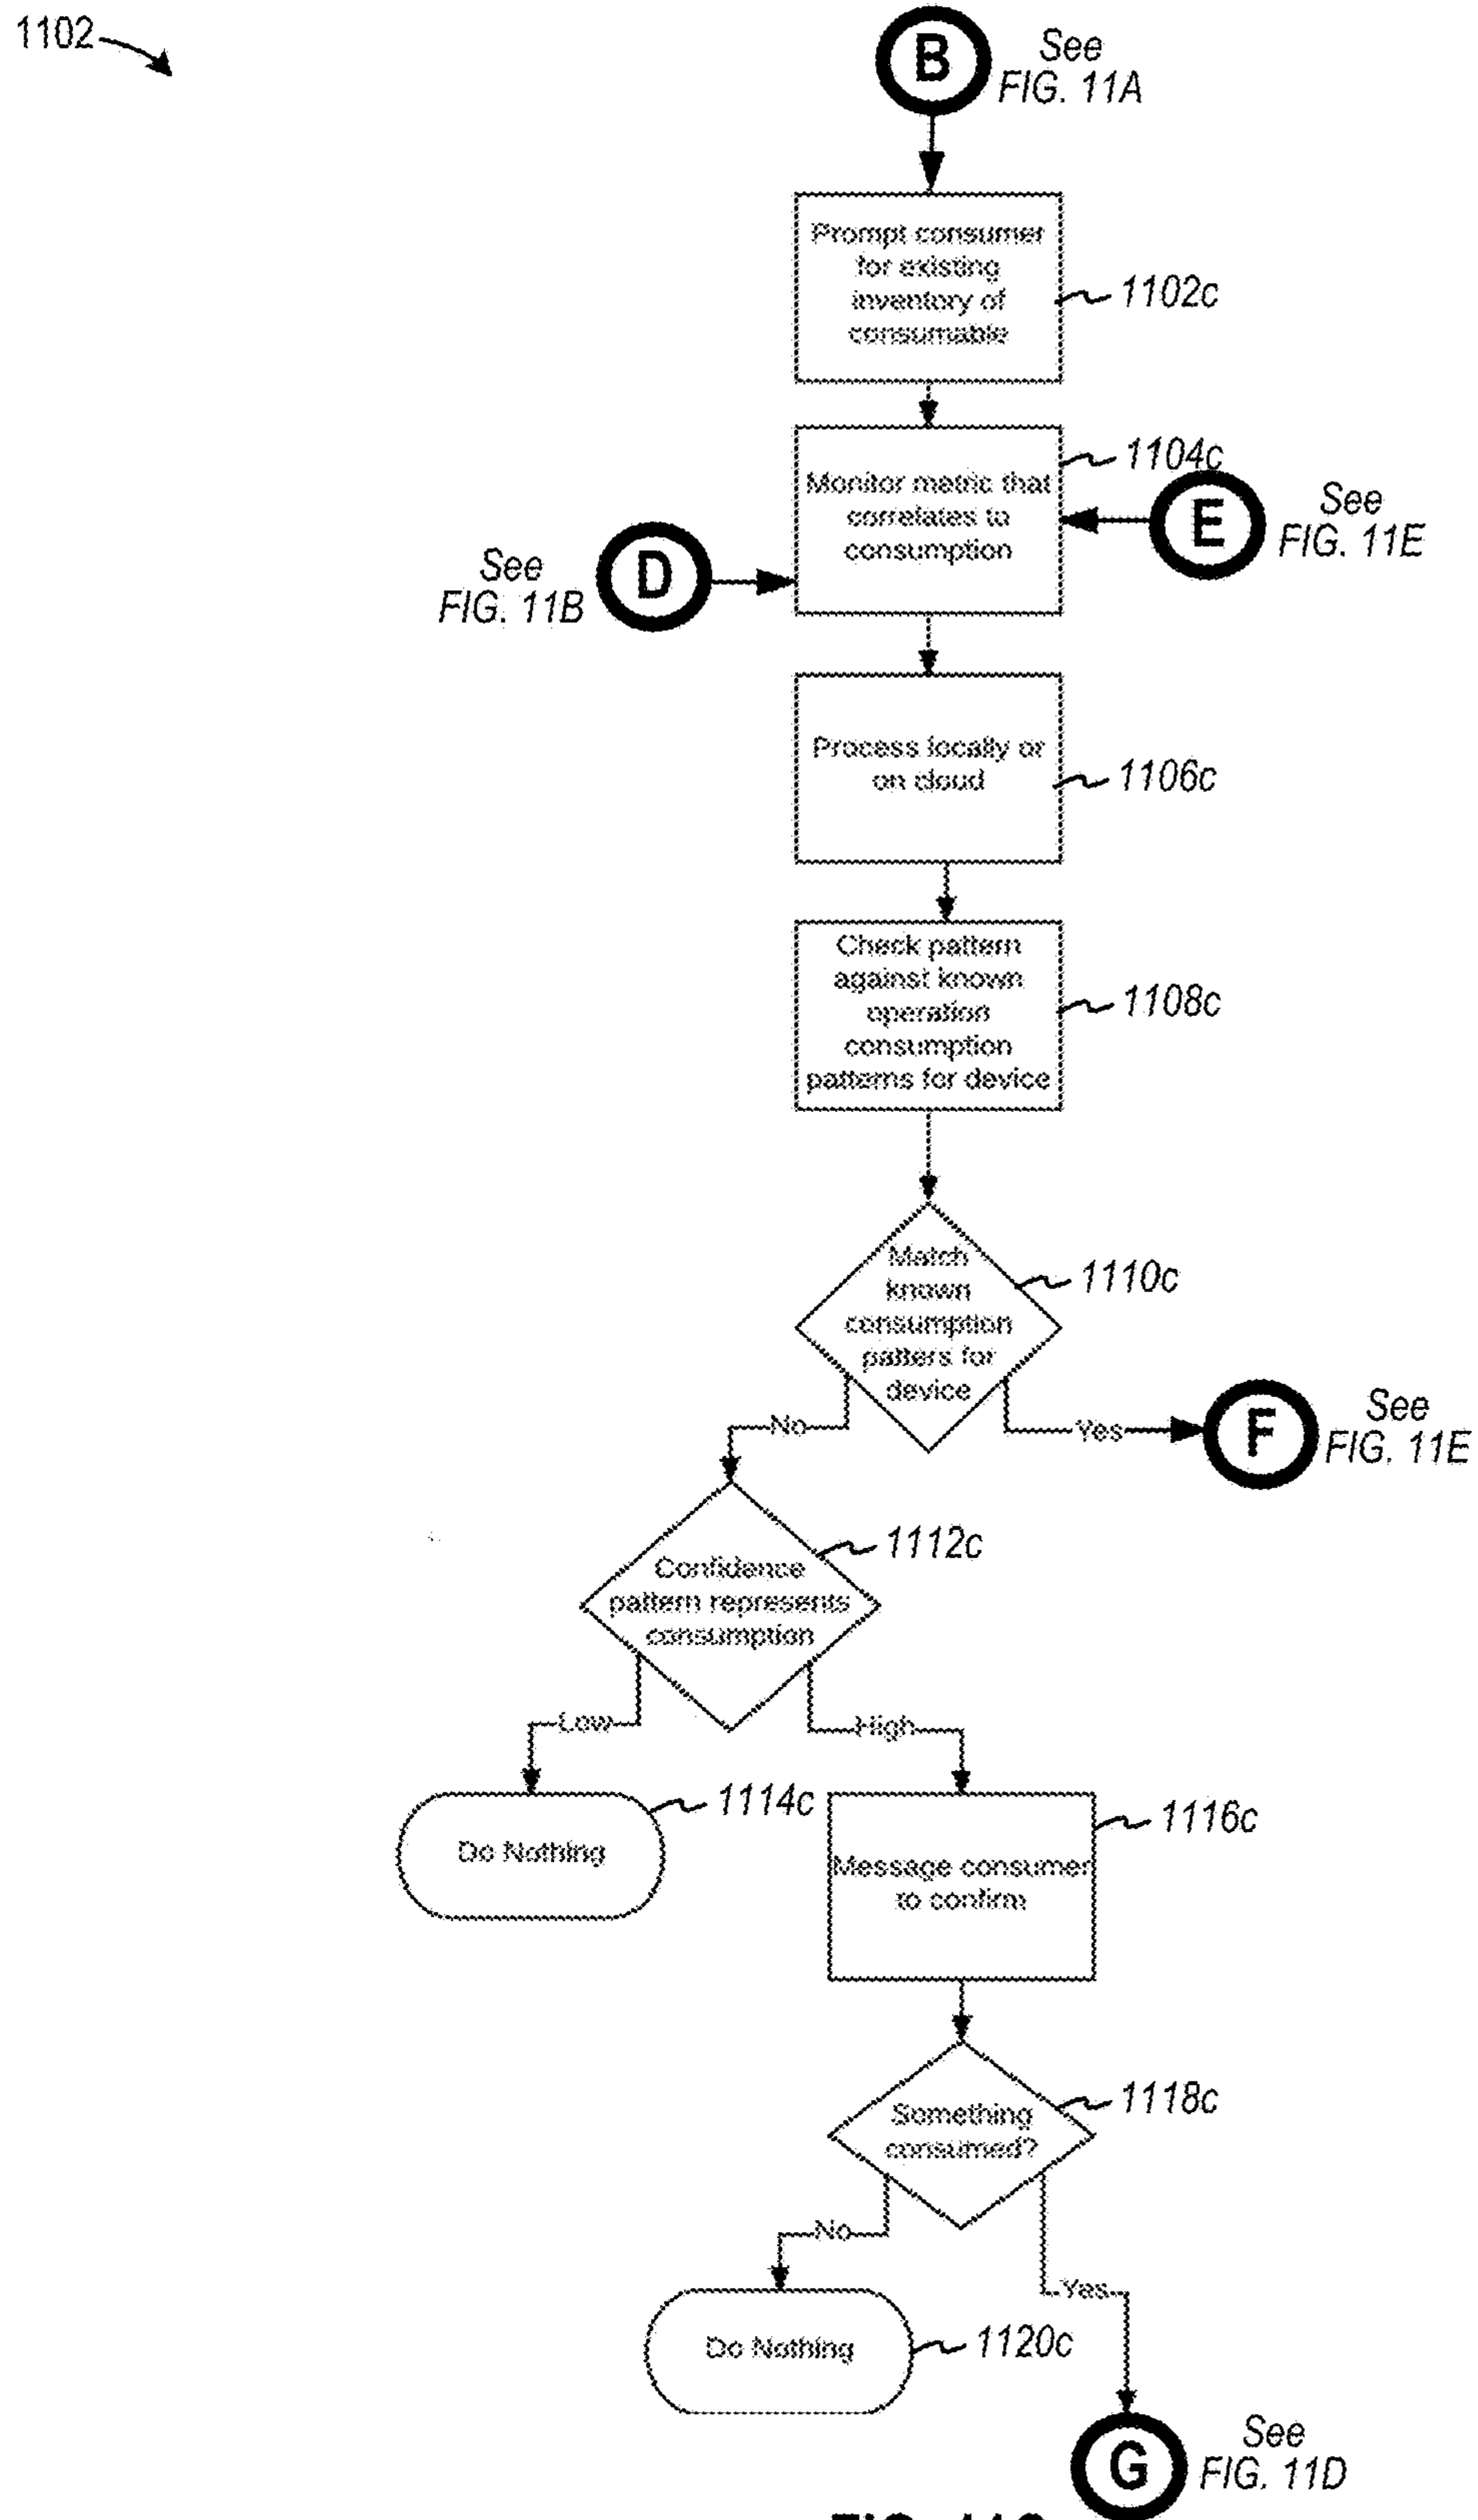 1102
B
See
FIG. 11A
Prompt consumer
for existing
inventory of
consumable
1102c
Monitor metric that
correlates to
consumption
1104c
E
See
FIG. 11E
See
FIG. 11B
D
Process locally or
on cloud
1106c
Check pattern
against known
operation
consumption
patterns for device
1108c
Match
known
consumption
patters for
device
1110c
No
Yes
F
See
FIG. 11E
Confidence
pattern represents
consumption
1112c
Low
High
Do Nothing
1114c
Message consumer
to confirm
1116c
Something
consumed?
1118c
No
Yes
Do Nothing
1120c
G
See
FIG. 11D